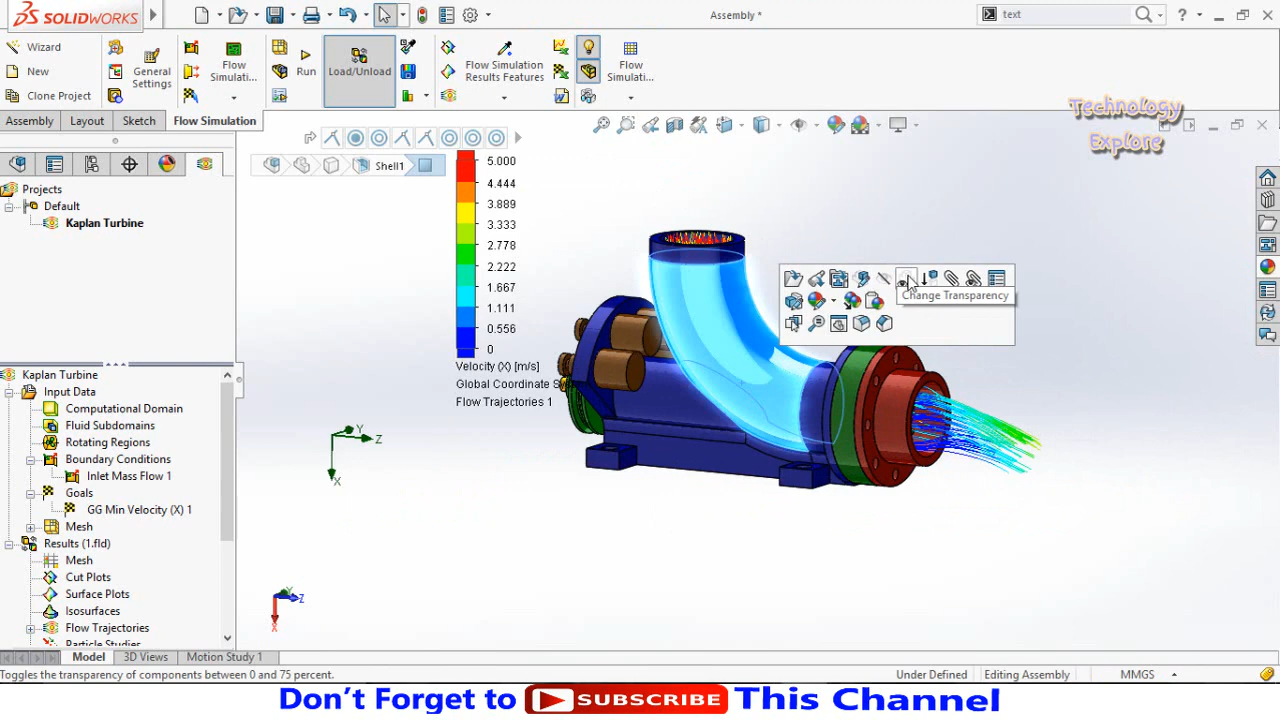 SOLIDWORKS
Assembly *
text
Wizard
New
Clone Project
General
Settings
Flow
Simulati...
Run
Load/Unload
Flow Simulation
Results Features
Flow
Simulati...
Technology
Explore
Assembly
Layout
Sketch
Flow Simulation
Shell1
Projects
Default
Kaplan Turbine
5.000
4.444
3.889
3.333
2.778
2.222
1.667
1.111
0.556
0
Velocity (X) [m/s]
Global Coordinate Sy
Flow Trajectories 1
Change Transparency
Y
Z
X
Kaplan Turbine
Input Data
Computational Domain
Fluid Subdomains
Rotating Regions
Boundary Conditions
Inlet Mass Flow 1
Goals
GG Min Velocity (X) 1
Mesh
Results (1.fld)
Mesh
Cut Plots
Surface Plots
Isosurfaces
Flow Trajectories
Particle Studies
Y
Z
X
Model
3D Views
Motion Study 1
Toggles the transparency of components between 0 and 75 percent.
Under Defined
Editing Assembly
MMGS
Don't Forget to SUBSCRIBE This Channel